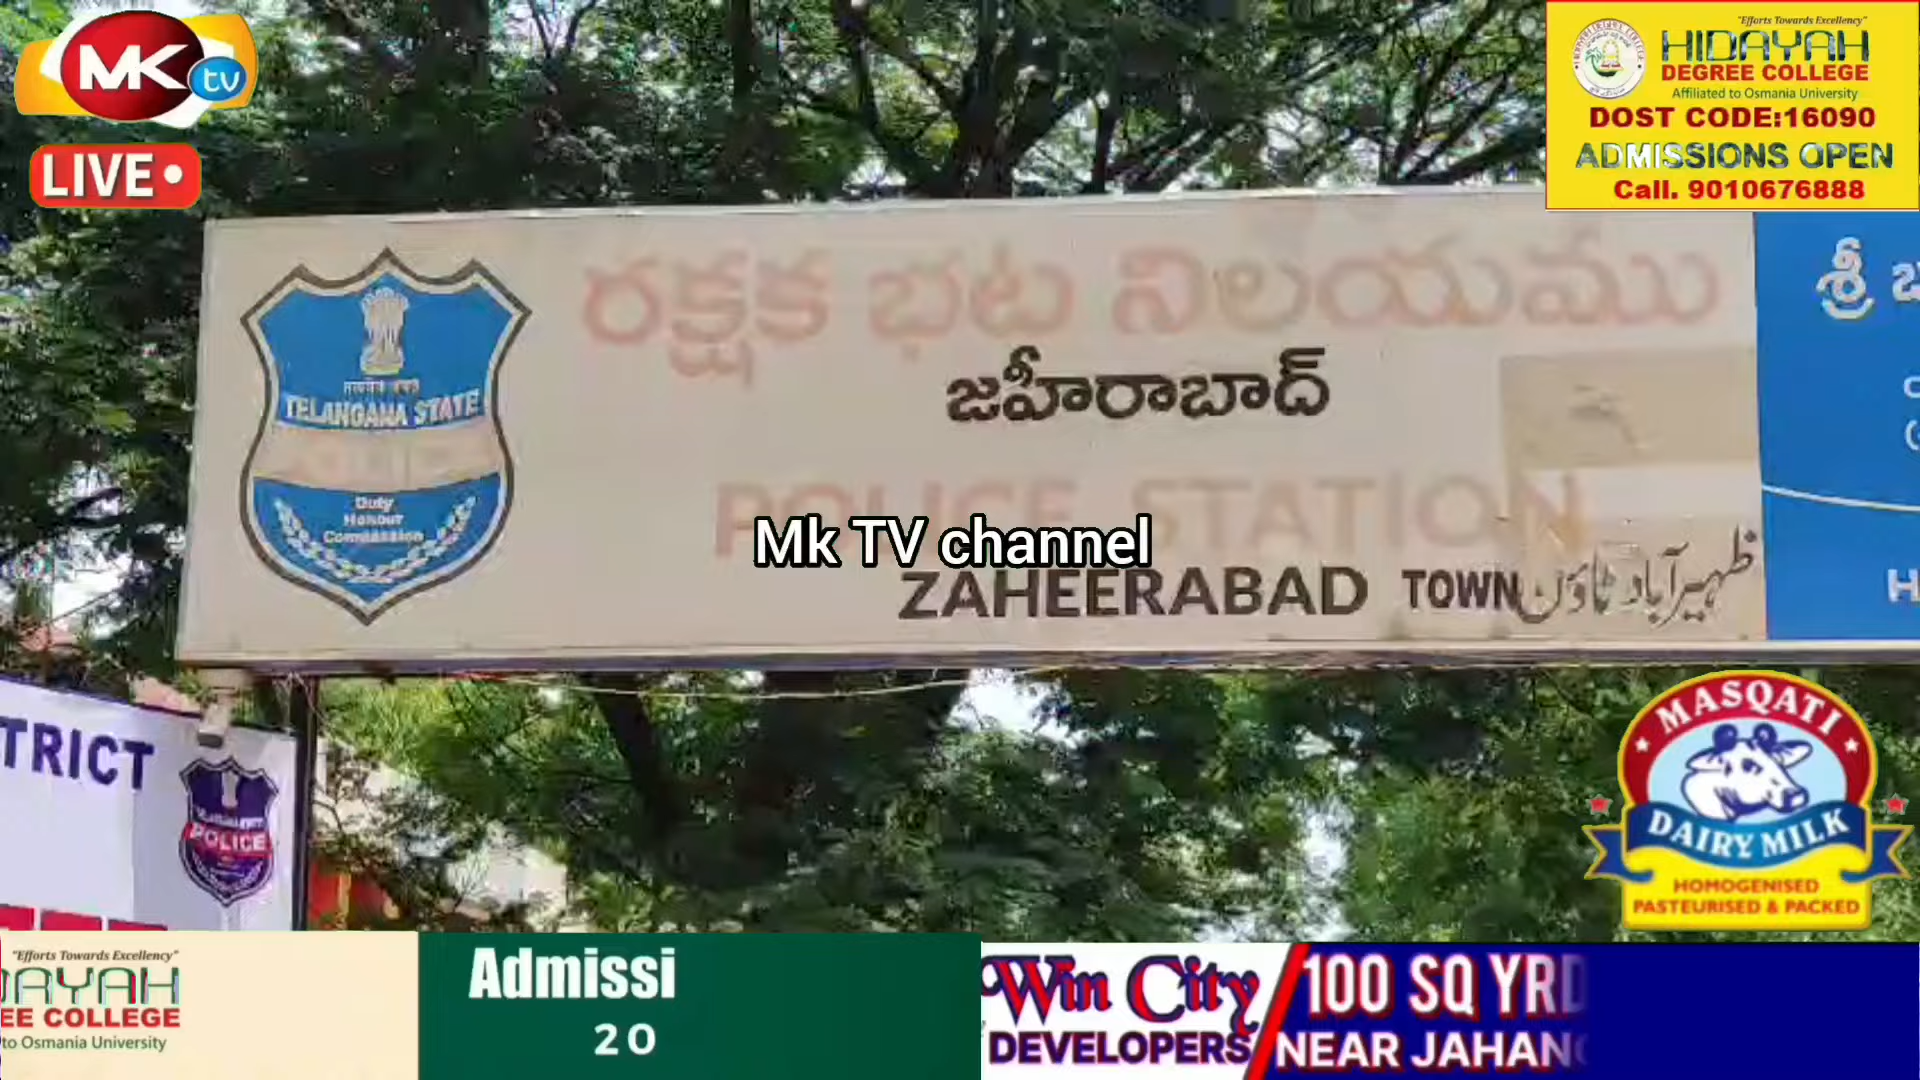 MK tv
LIVE
"Efforts Towards Excellency"
HIDAYAH
DEGREE COLLEGE
Affiliated to Osmania University
DOST CODE:16090
ADMISSIONS OPEN
Call. 9010676888
రక్షక భట నిలయము
జహీరాబాద్
POLICE STATION
Mk TV channel
ZAHEERABAD TOWN ظہیرآباد ٹاؤن
TELANGANA STATE
Duty
Honour
Compassion
శ్రీ
H
TRICT
POLICE
MASQATI
DAIRY MILK
HOMOGENISED
PASTEURISED & PACKED
"Efforts Towards Excellency"
DAYAH
EE COLLEGE
to Osmania University
Admissi
20
Win City
DEVELOPERS
100 SQ YRD
NEAR JAHAN